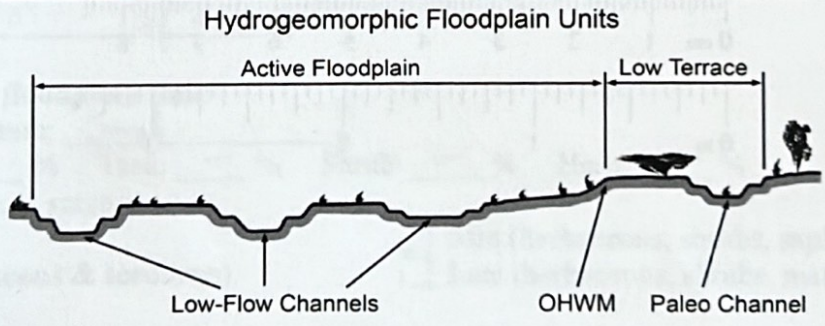 Hydrogeomorphic Floodplain Units
Active Floodplain
Low Terrace
Low-Flow Channels
OHWM
Paleo Channel